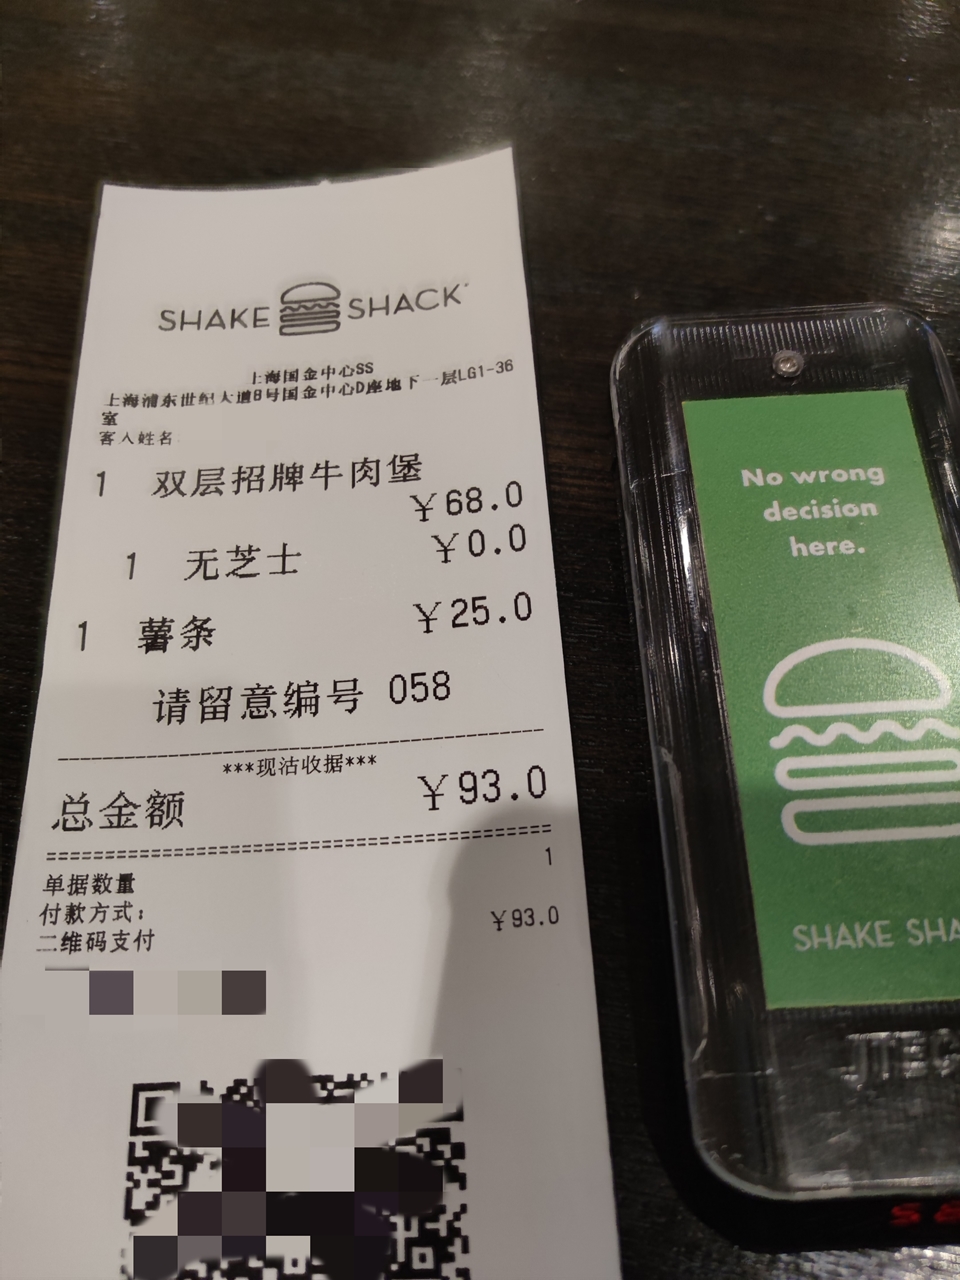 SHAKE SHACK
上海国金中心SS
上海浦东世纪大道8号国金中心D座地下一层LG1-36
室
客人姓名
1 双层招牌牛肉堡
¥68.0
1 无芝士 ¥0.0
1 薯条 ¥25.0
请留意编号 058
***现沽收据***
总金额 ¥93.0
单据数量 1
付款方式:
二维码支付 ¥93.0
No wrong
decision
here.
SHAKE SHA
JTEC